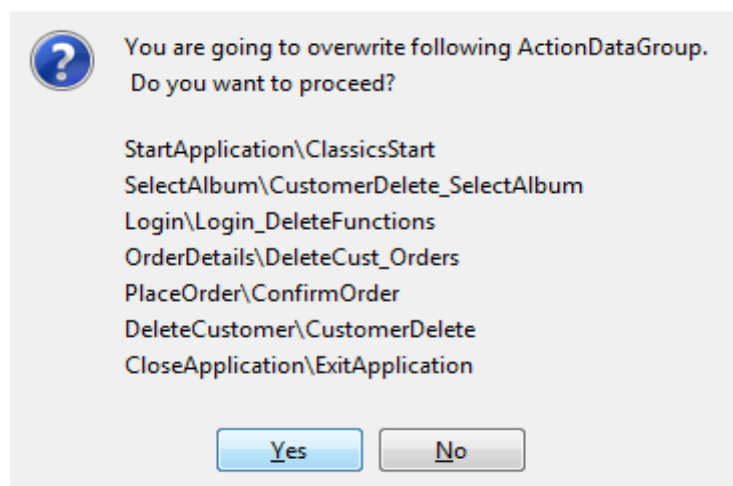 You are going to overwrite following ActionDataGroup.
Do you want to proceed?
StartApplication\ClassicsStart
SelectAlbum\CustomerDelete_SelectAlbum
Login\Login_DeleteFunctions
OrderDetails\DeleteCust_Orders
PlaceOrder\ConfirmOrder
DeleteCustomer\CustomerDelete
CloseApplication\ExitApplication
Yes No